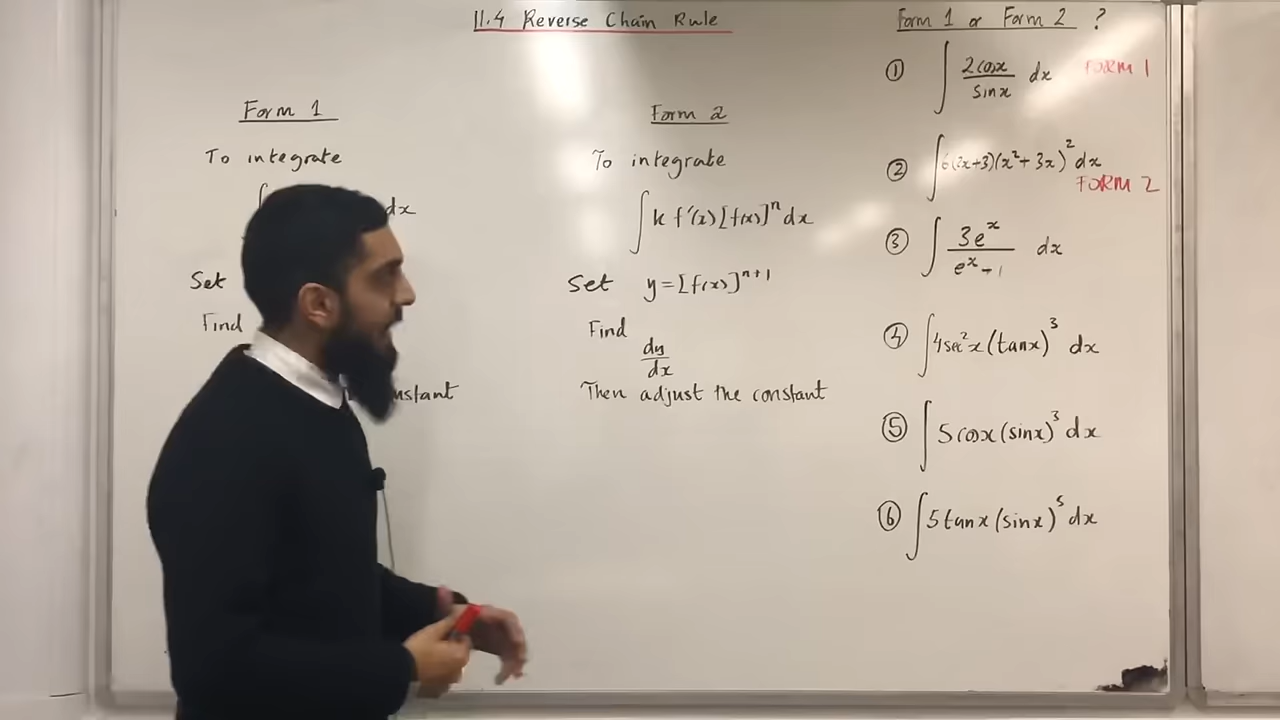 11.4 Reverse Chain Rule
Form 1
To integrate
∫ dx
Set
Find
nstant
Form 2
To integrate
∫ k f'(x) [f(x)]ⁿ dx
Set y = [f(x)]ⁿ⁺¹
Find
dy/dx
Then adjust the constant
Form 1 or Form 2 ?
① ∫ 2cosx/sinx dx FORM 1
② ∫ 6(2x+3)(x²+3x)² dx
FORM 2
③ ∫ 3eˣ/eˣ-1 dx
④ ∫ 4sec²x (tanx)³ dx
⑤ ∫ 5cosx (sinx)³ dx
⑥ ∫ 5tanx (sinx)⁵ dx